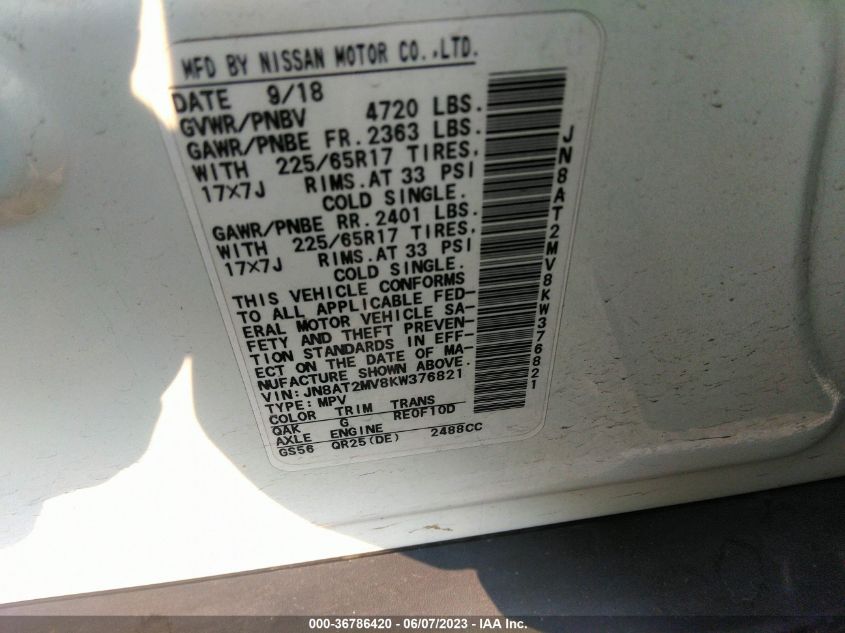 MFD BY NISSAN MOTOR CO.,LTD.
DATE 9/18
GVWR/PNBV 4720 LBS.
GAWR/PNBE FR. 2363 LBS.
WITH 225/65R17 TIRES,
17X7J RIMS. AT 33 PSI
COLD SINGLE.
GAWR/PNBE RR. 2401 LBS.
WITH 225/65R17 TIRES,
17X7J RIMS. AT 33 PSI
COLD SINGLE.
THIS VEHICLE CONFORMS
TO ALL APPLICABLE FED-
ERAL MOTOR VEHICLE SA-
FETY AND THEFT PREVEN-
TION STANDARDS IN EFF-
ECT ON THE DATE OF MA-
NUFACTURE SHOWN ABOVE.
VIN: JN8AT2MV8KW376821
TYPE: MPV
COLOR TRIM TRANS
QAK G RE0F10D
AXLE ENGINE
GS56 QR25(DE) 2488CC
JN8AT2MV8KW376821
000-36786420 - 06/07/2023 - IAA Inc.